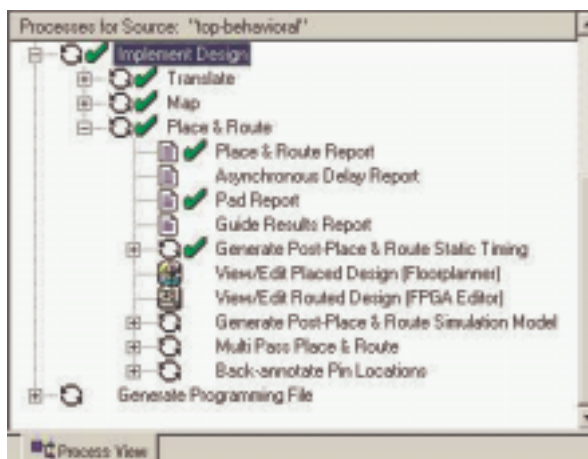 Processes for Source: "top-behavioral"
Implement Design
Translate
Map
Place & Route
Place & Route Report
Asynchronous Delay Report
Pad Report
Guide Results Report
Generate Post-Place & Route Static Timing
View/Edit Placed Design (Floorplanner)
View/Edit Routed Design (FPGA Editor)
Generate Post-Place & Route Simulation Model
Multi Pass Place & Route
Back-annotate Pin Locations
Generate Programming File
Process View